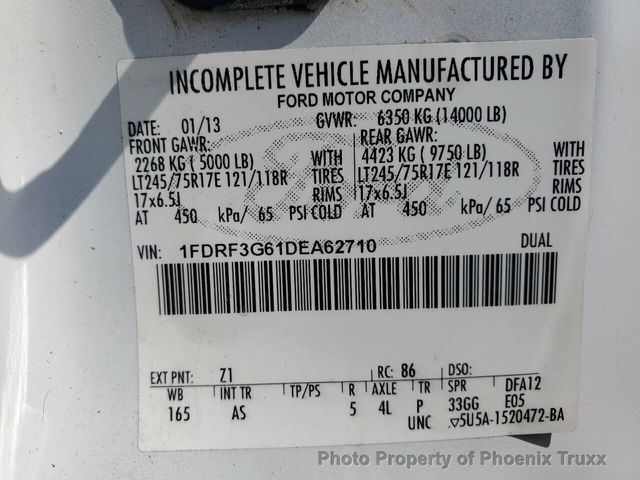 INCOMPLETE VEHICLE MANUFACTURED BY
FORD MOTOR COMPANY
DATE: 01/13 GVWR: 6350 KG (14000 LB)
FRONT GAWR: REAR GAWR:
2268 KG ( 5000 LB) WITH 4423 KG ( 9750 LB) WITH
LT245/75R17E 121/118R TIRES LT245/75R17E 121/118R TIRES
17x6.5J RIMS 17x6.5J RIMS
AT 450 kPa/ 65 PSI COLD AT 450 kPa/ 65 PSI COLD
VIN: 1FDRF3G61DEA62710 DUAL
EXT PNT: Z1 RC: 86 DSO:
WB INT TR TP/PS R AXLE TR SPR DFA12
165 AS 5 4L P 33GG E05
UNC ▽5U5A-1520472-BA
Photo Property of Phoenix Truxx